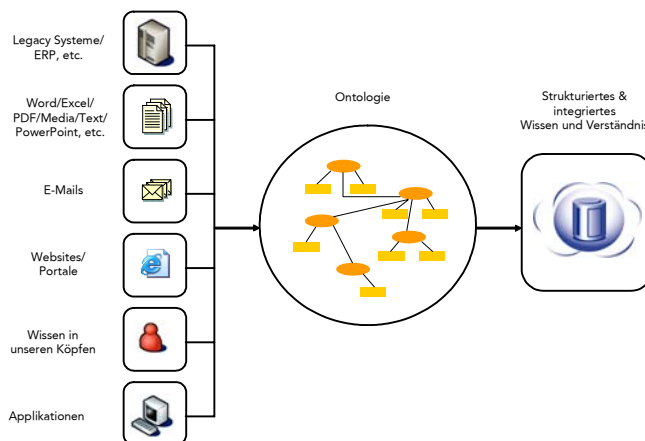 Legacy Systeme/
ERP, etc.
Word/Excel/
PDF/Media/Text/
PowerPoint, etc.
E-Mails
Websites/
Portale
Wissen in
unseren Köpfen
Applikationen
Ontologie
Strukturiertes &
integriertes
Wissen und Verständnis